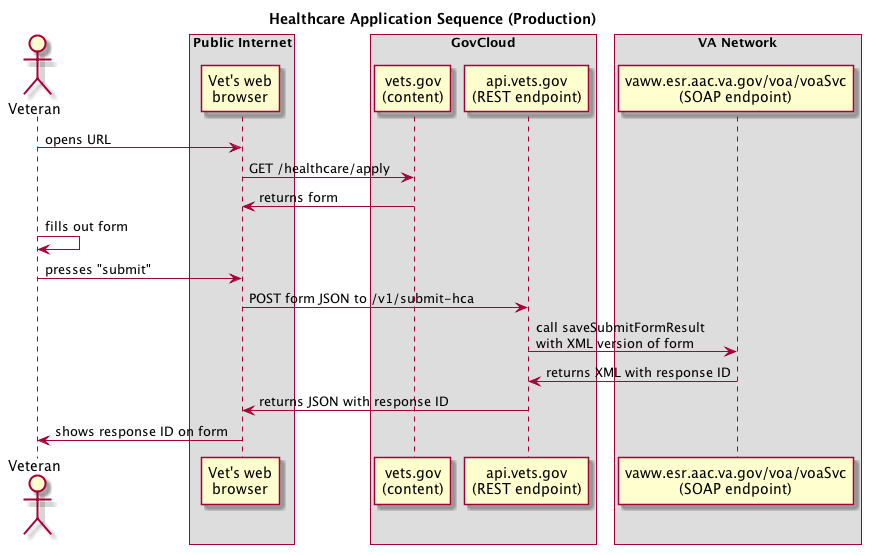 Healthcare Application Sequence (Production)
Public Internet
GovCloud
VA Network
Veteran
Vet's web
browser
vets.gov
(content)
api.vets.gov
(REST endpoint)
vaww.esr.aac.va.gov/voa/voaSvc
(SOAP endpoint)
opens URL
GET /healthcare/apply
returns form
fills out form
presses "submit"
POST form JSON to /v1/submit-hca
call saveSubmitFormResult
with XML version of form
returns XML with response ID
returns JSON with response ID
shows response ID on form
Veteran
Vet's web
browser
vets.gov
(content)
api.vets.gov
(REST endpoint)
vaww.esr.aac.va.gov/voa/voaSvc
(SOAP endpoint)